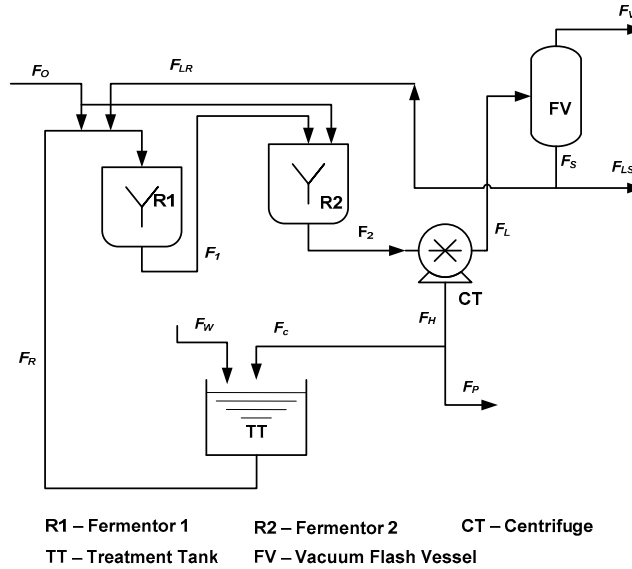 F_V
F_O
F_LR
FV
R1
R2
F_S
F_LS
F_1
F_2
F_L
CT
F_H
F_W
F_c
F_R
F_P
TT
R1 – Fermentor 1 R2 – Fermentor 2 CT – Centrifuge
TT – Treatment Tank FV – Vacuum Flash Vessel